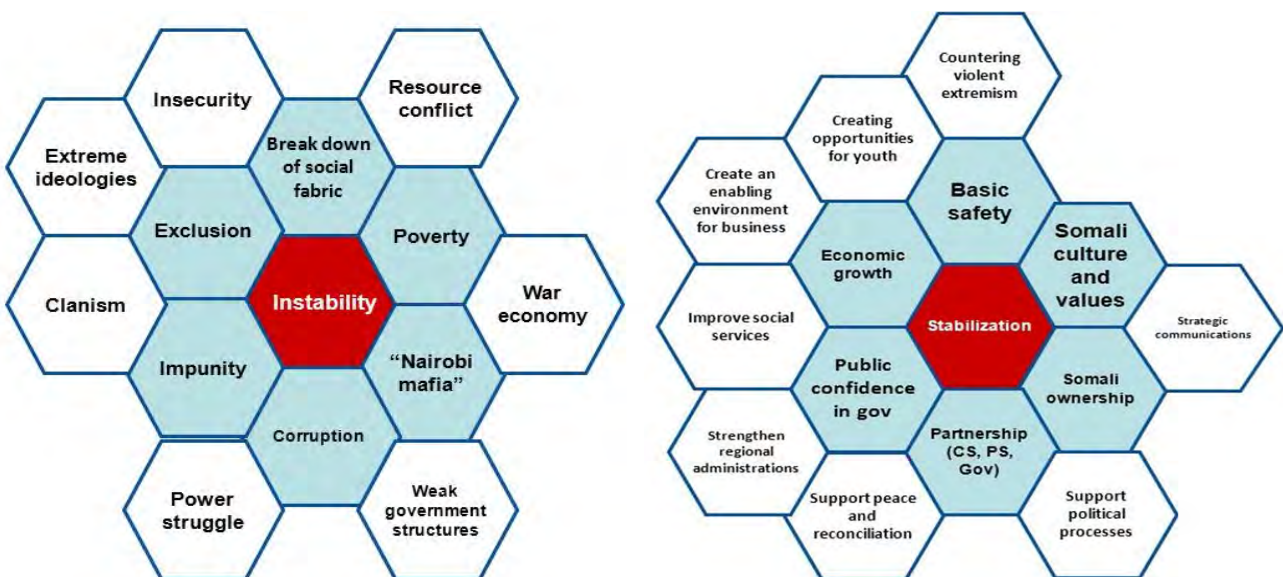 Insecurity
Resource
conflict
Extreme
ideologies
Break down
of social
fabric
Exclusion
Poverty
Clanism
Instability
War
economy
Impunity
“Nairobi
mafia”
Corruption
Power
struggle
Weak
government
structures
Countering
violent
extremism
Creating
opportunities
for youth
Create an
enabling
environment
for business
Basic
safety
Economic
growth
Somali
culture
and
values
Improve social
services
Stabilization
Strategic
communications
Public
confidence
in gov
Somali
ownership
Strengthen
regional
administrations
Partnership
(CS, PS,
Gov)
Support peace
and
reconciliation
Support
political
processes